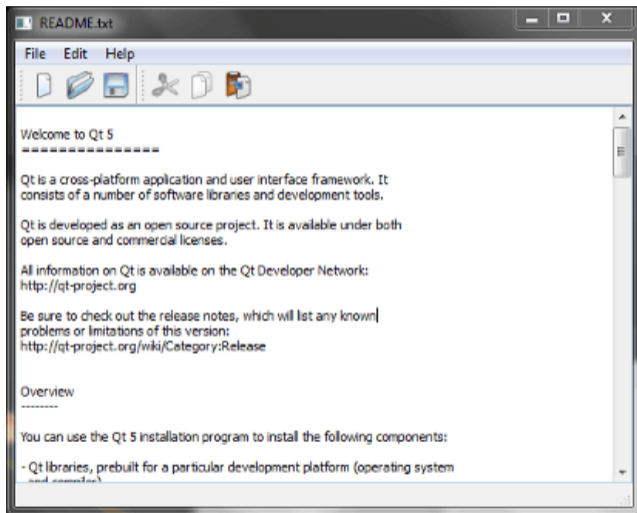 README.txt
File Edit Help
Welcome to Qt 5
===============
Qt is a cross-platform application and user interface framework. It
consists of a number of software libraries and development tools.
Qt is developed as an open source project. It is available under both
open source and commercial licenses.
All information on Qt is available on the Qt Developer Network:
http://qt-project.org
Be sure to check out the release notes, which will list any known
problems or limitations of this version:
http://qt-project.org/wiki/Category:Release
Overview
--------
You can use the Qt 5 installation program to install the following components:
- Qt libraries, prebuilt for a particular development platform (operating system
and compiler)